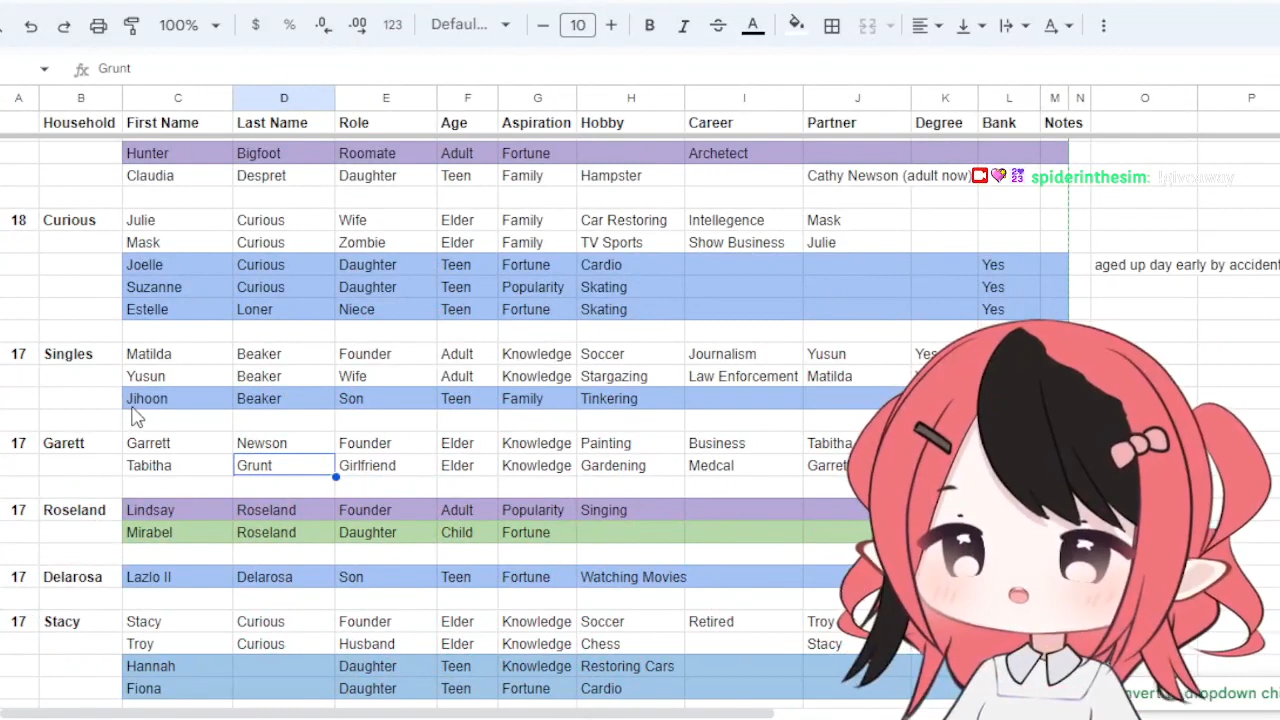 100% $ % .0 .00 123 Defaul... 10 B I A A
fx Grunt
A B C D E F G H I J K L M N O P
Household First Name Last Name Role Age Aspiration Hobby Career Partner Degree Bank Notes
Hunter Bigfoot Roomate Adult Fortune Archetect
Claudia Despret Daughter Teen Family Hampster Cathy Newson (adult now) spiderinthesim:
18 Curious Julie Curious Wife Elder Family Car Restoring Intellegence Mask
Mask Curious Zombie Elder Family TV Sports Show Business Julie
Joelle Curious Daughter Teen Fortune Cardio Yes aged up day early by accident
Suzanne Curious Daughter Teen Popularity Skating Yes
Estelle Loner Niece Teen Fortune Skating Yes
17 Singles Matilda Beaker Founder Adult Knowledge Soccer Journalism Yusun Yes
Yusun Beaker Wife Adult Knowledge Stargazing Law Enforcement Matilda
Jihoon Beaker Son Teen Family Tinkering
17 Garett Garrett Newson Founder Elder Knowledge Painting Business Tabitha
Tabitha Grunt Girlfriend Elder Knowledge Gardening Medcal Garret
17 Roseland Lindsay Roseland Founder Adult Popularity Singing
Mirabel Roseland Daughter Child Fortune
17 Delarosa Lazlo II Delarosa Son Teen Fortune Watching Movies
17 Stacy Stacy Curious Founder Elder Knowledge Soccer Retired Troy
Troy Curious Husband Elder Knowledge Chess Stacy
Hannah Daughter Teen Knowledge Restoring Cars
Fiona Daughter Teen Fortune Cardio
dropdown chi